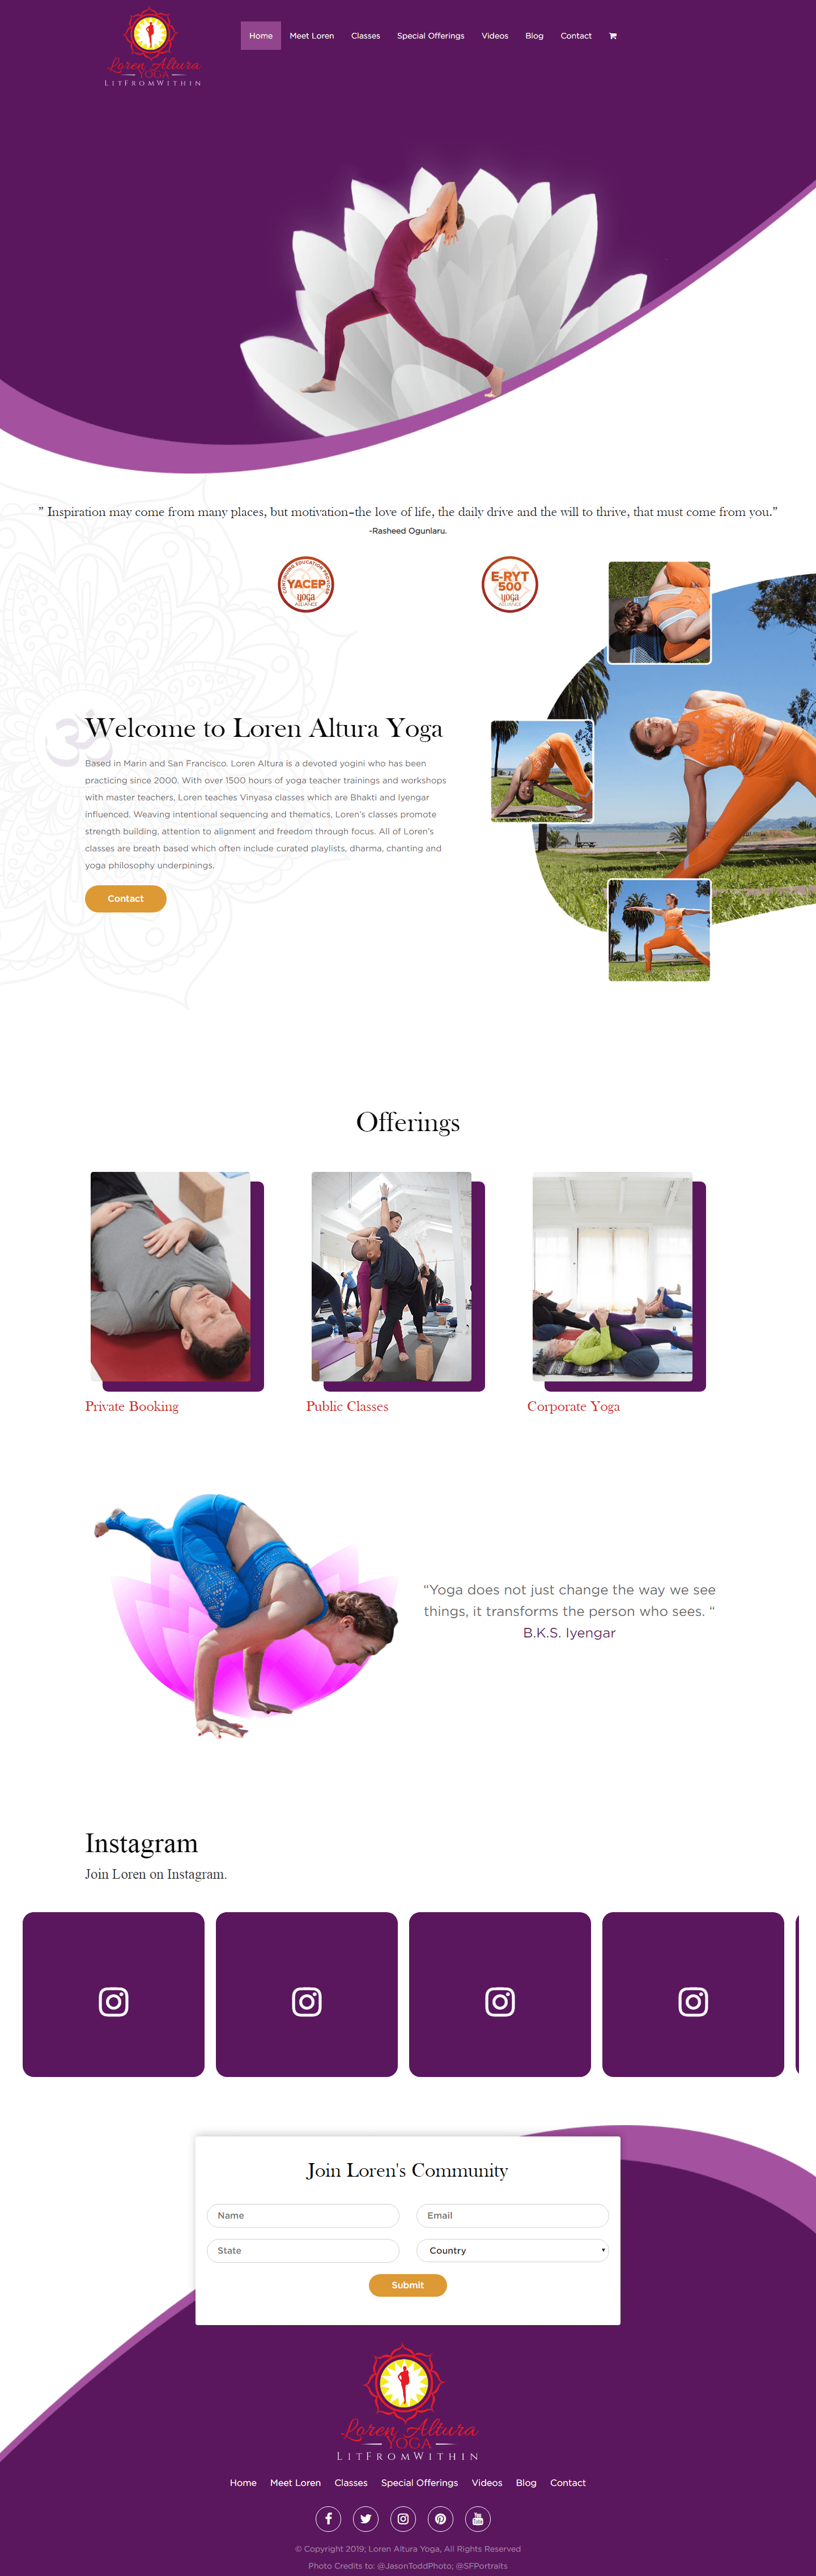 Loren Altura
YOGA
LITFROMWITHIN
Home Meet Loren Classes Special Offerings Videos Blog Contact
” Inspiration may come from many places, but motivation–the love of life, the daily drive and the will to thrive, that must come from you.”
-Rasheed Ogunlaru.
CONTINUING EDUCATION PROVIDER
YACEP
yoga
ALLIANCE
E-RYT
500
yoga
ALLIANCE
Welcome to Loren Altura Yoga
Based in Marin and San Francisco. Loren Altura is a devoted yogini who has been
practicing since 2000. With over 1500 hours of yoga teacher trainings and workshops
with master teachers, Loren teaches Vinyasa classes which are Bhakti and Iyengar
influenced. Weaving intentional sequencing and thematics, Loren’s classes promote
strength building, attention to alignment and freedom through focus. All of Loren’s
classes are breath based which often include curated playlists, dharma, chanting and
yoga philosophy underpinings.
Contact
Offerings
Private Booking
Public Classes
Corporate Yoga
“Yoga does not just change the way we see
things, it transforms the person who sees. “
B.K.S. Iyengar
Instagram
Join Loren on Instagram.
Join Loren's Community
Name
Email
State
Country
Submit
Loren Altura
YOGA
LITFROMWITHIN
Home Meet Loren Classes Special Offerings Videos Blog Contact
You
Tube
© Copyright 2019; Loren Altura Yoga, All Rights Reserved
Photo Credits to: @JasonToddPhoto; @SFPortraits